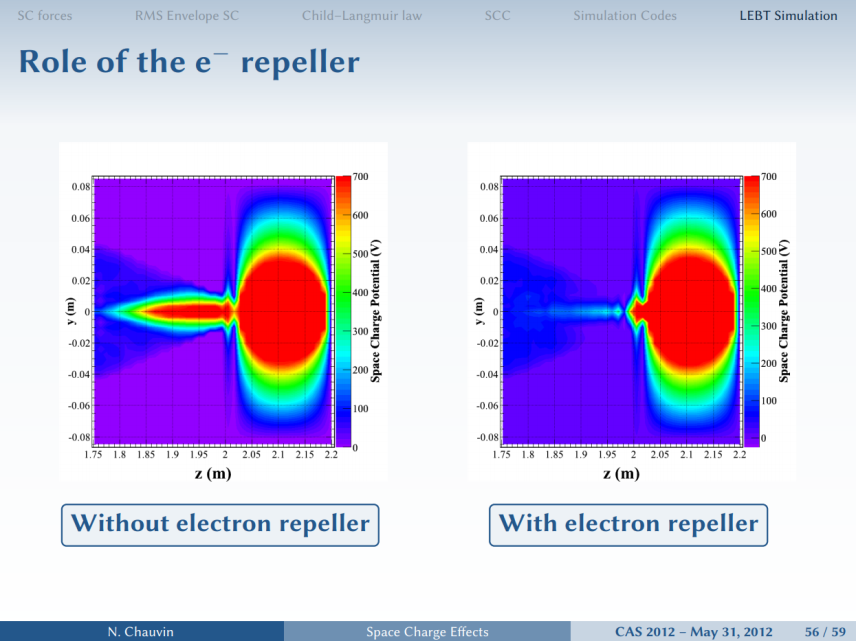 SC forces RMS Envelope SC Child–Langmuir law SCC Simulation Codes LEBT Simulation
Role of the e⁻ repeller
0.08
0.06
0.04
0.02
0
-0.02
-0.04
-0.06
-0.08
y (m)
1.75 1.8 1.85 1.9 1.95 2 2.05 2.1 2.15 2.2
z (m)
700
600
500
400
300
200
100
0
Space Charge Potential (V)
Without electron repeller
0.08
0.06
0.04
0.02
0
-0.02
-0.04
-0.06
-0.08
y (m)
1.75 1.8 1.85 1.9 1.95 2 2.05 2.1 2.15 2.2
z (m)
700
600
500
400
300
200
100
0
Space Charge Potential (V)
With electron repeller
N. Chauvin Space Charge Effects CAS 2012 – May 31, 2012 56 / 59